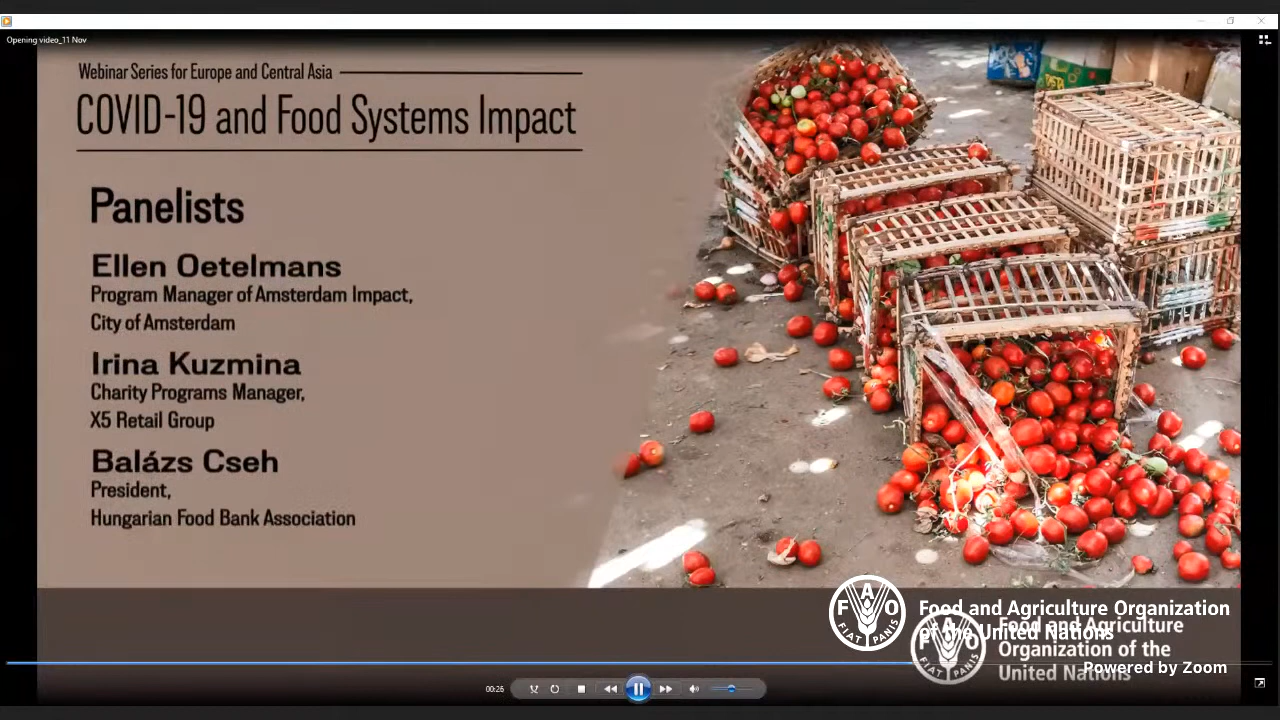 Opening video_11 Nov
Webinar Series for Europe and Central Asia
COVID-19 and Food Systems Impact
Panelists
Ellen Oetelmans
Program Manager of Amsterdam Impact,
City of Amsterdam
Irina Kuzmina
Charity Programs Manager,
X5 Retail Group
Balázs Cseh
President,
Hungarian Food Bank Association
FAO
FIAT PANIS
Food and Agriculture Organization
of the United Nations
FAO
FIAT PANIS
Food and Agriculture
Organization of the
United Nations
Powered by Zoom
00:26